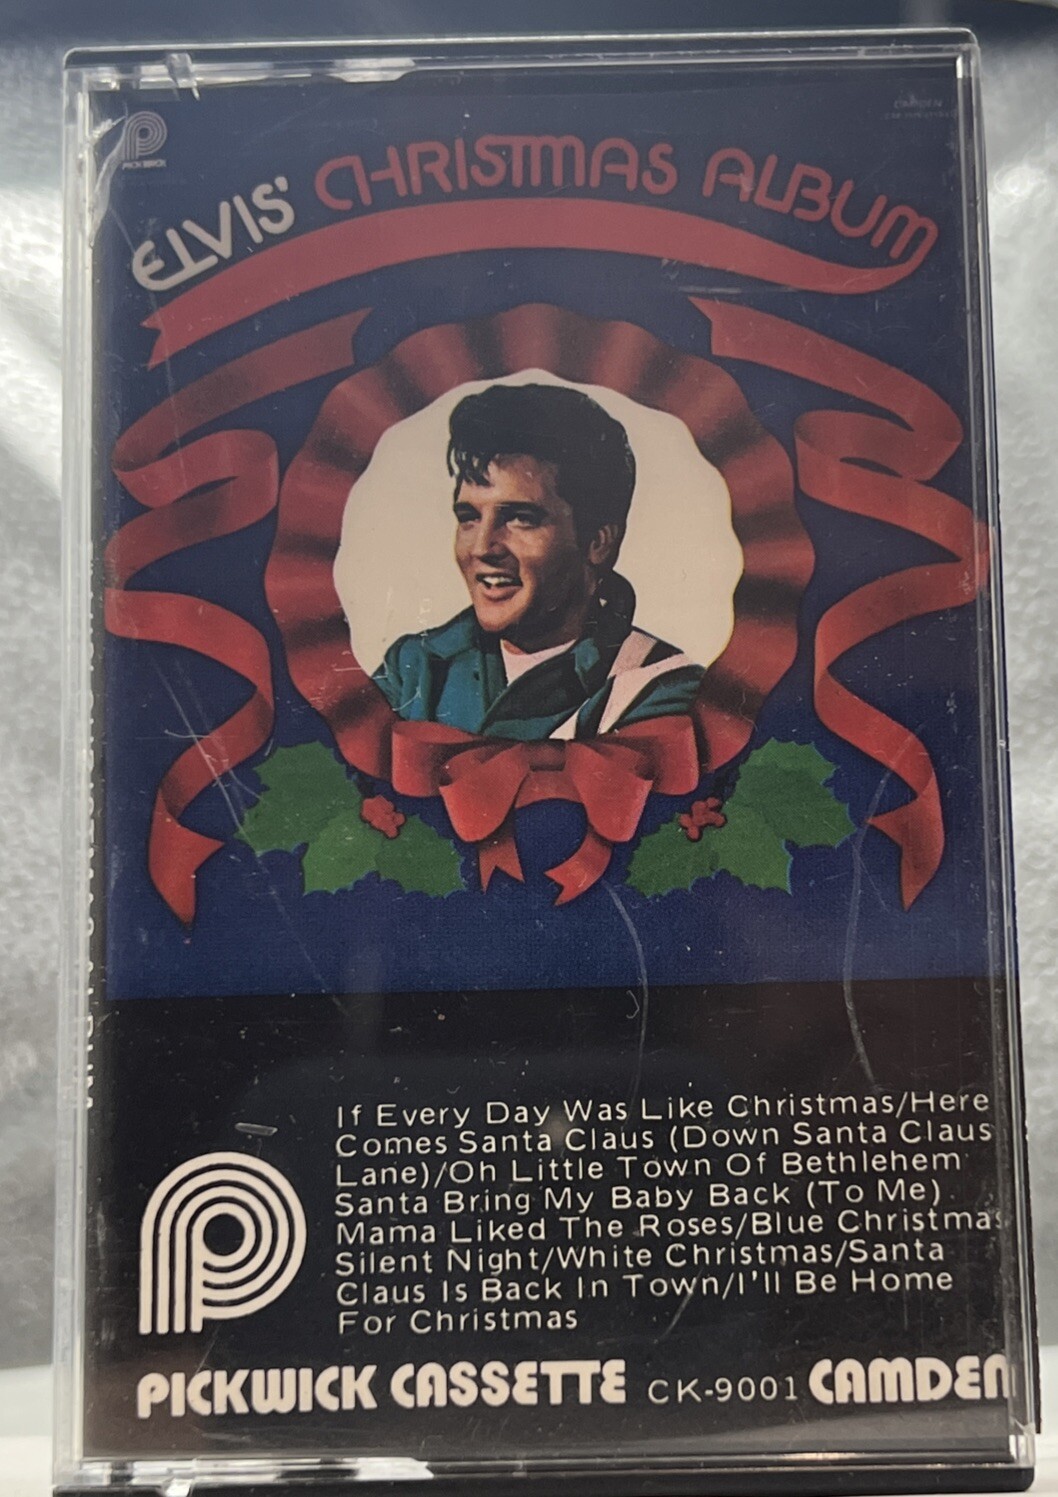 PICKWICK
CAMDEN
ELVIS' CHRISTMAS ALBUM
If Every Day Was Like Christmas/Here
Comes Santa Claus (Down Santa Claus
Lane)/Oh Little Town Of Bethlehem
Santa Bring My Baby Back (To Me)
Mama Liked The Roses/Blue Christmas
Silent Night/White Christmas/Santa
Claus Is Back In Town/I'll Be Home
For Christmas
PICKWICK CASSETTE CK-9001 CAMDEN